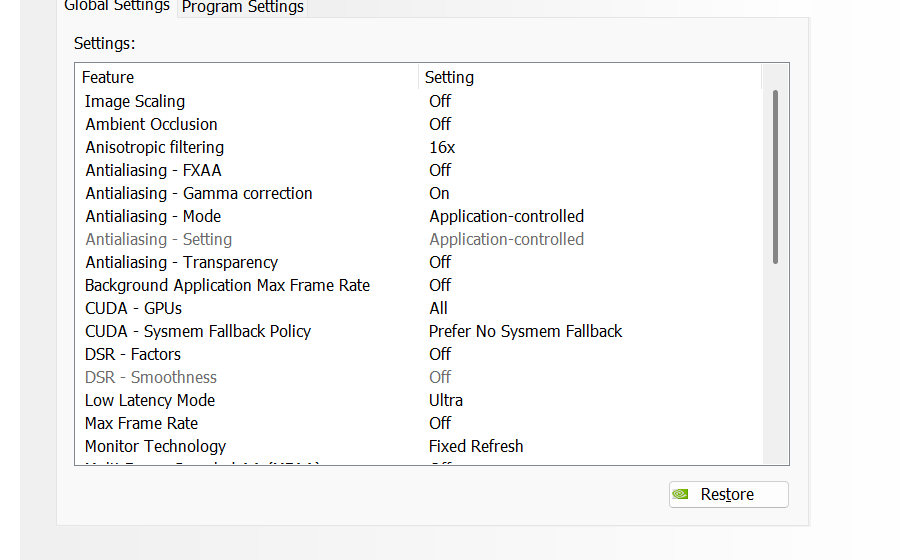 Global Settings Program Settings
Settings:
Feature Setting
Image Scaling Off
Ambient Occlusion Off
Anisotropic filtering 16x
Antialiasing - FXAA Off
Antialiasing - Gamma correction On
Antialiasing - Mode Application-controlled
Antialiasing - Setting Application-controlled
Antialiasing - Transparency Off
Background Application Max Frame Rate Off
CUDA - GPUs All
CUDA - Sysmem Fallback Policy Prefer No Sysmem Fallback
DSR - Factors Off
DSR - Smoothness Off
Low Latency Mode Ultra
Max Frame Rate Off
Monitor Technology Fixed Refresh
Restore